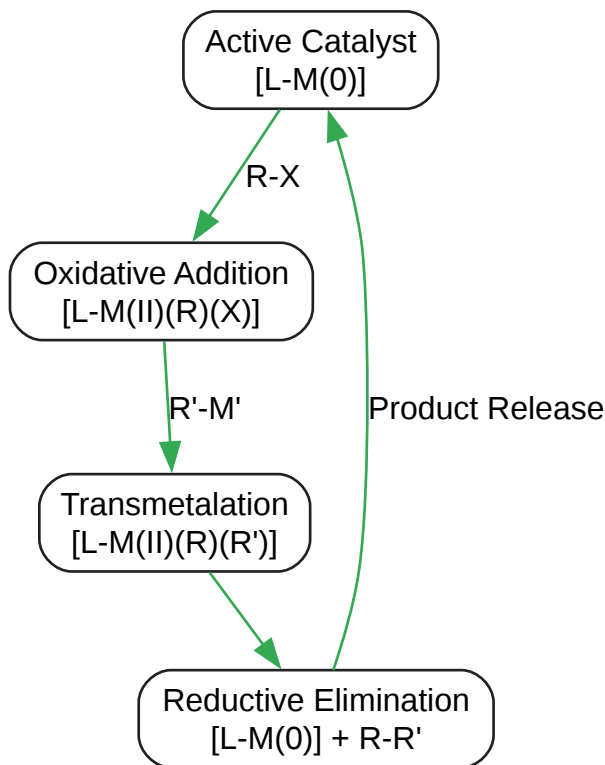 Active Catalyst
[L-M(0)]
R-X
Oxidative Addition
[L-M(II)(R)(X)]
R'-M'
Product Release
Transmetalation
[L-M(II)(R)(R')]
Reductive Elimination
[L-M(0)] + R-R'